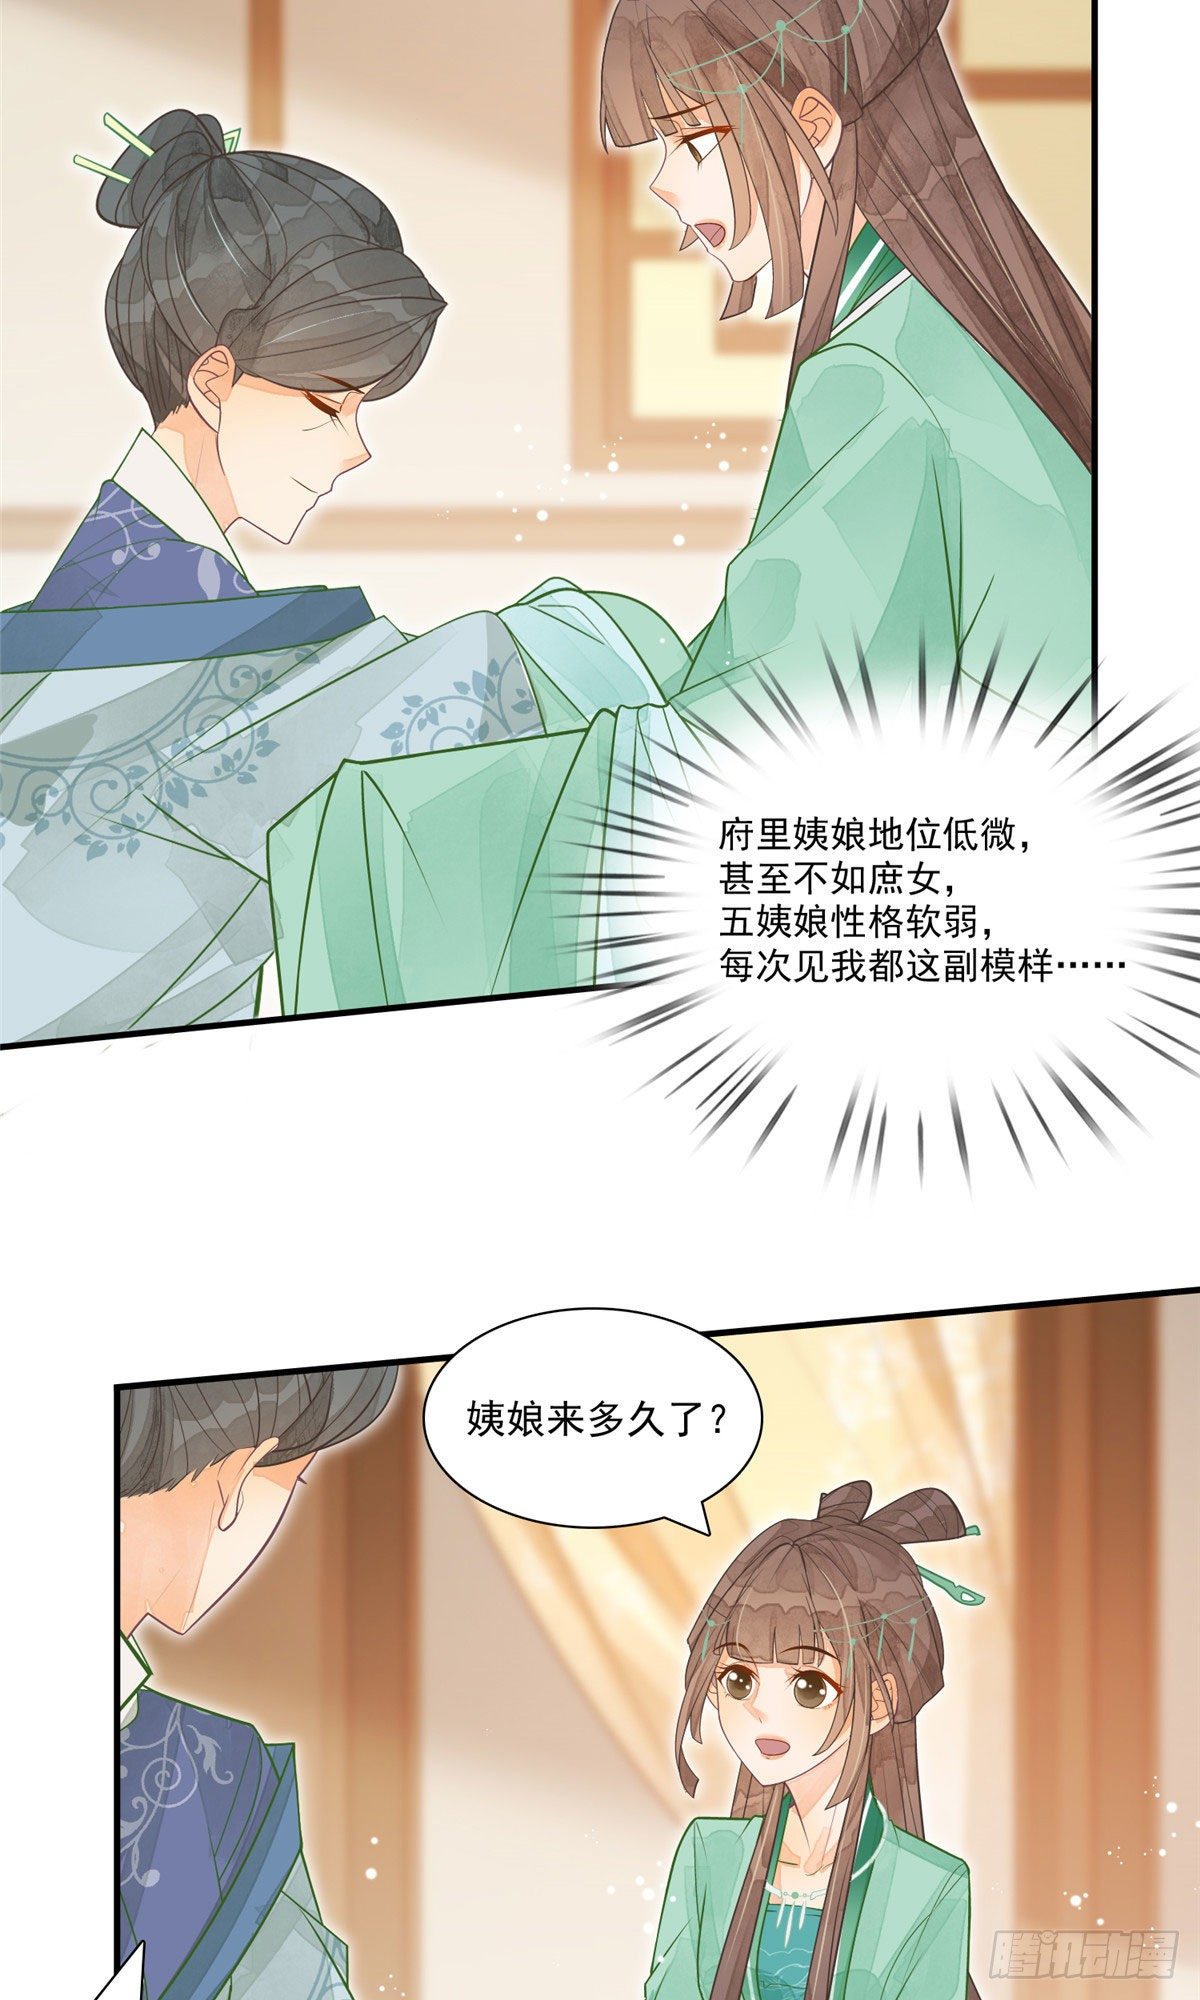 府里姨娘地位低微，
甚至不如庶女，
五姨娘性格软弱，
每次见我都这副模样……
姨娘来多久了？
腾讯动漫